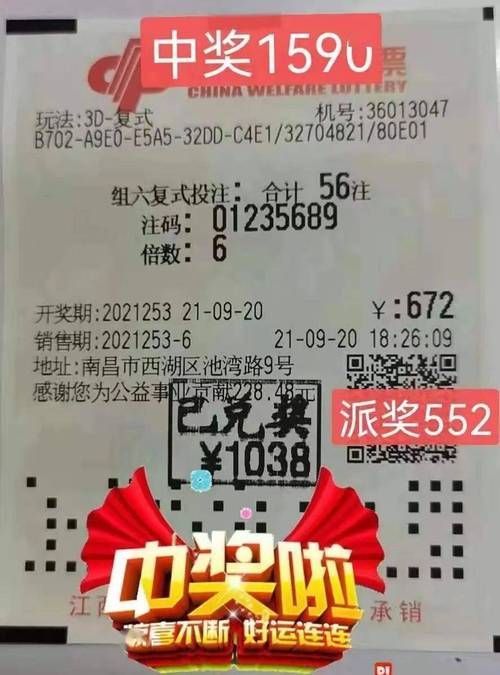 中奖1590
票
CHINA WELFARE LOTTERY
玩法:3D-复式 机号:36013047
B702-A9E0-E5A5-32DD-C4E1/32704821/80E01
组六复式投注: 合计 56注
注码: 01235689
倍数: 6
开奖期:2021253 21-09-20 ¥:672
销售期:2021253-6 21-09-20 18:26:09
地址:南昌市西湖区池湾路9号
感谢您为公益事业贡献228.48元
派奖552
已兑奖
¥1038
中奖啦
惊喜不断 好运连连
江 承销